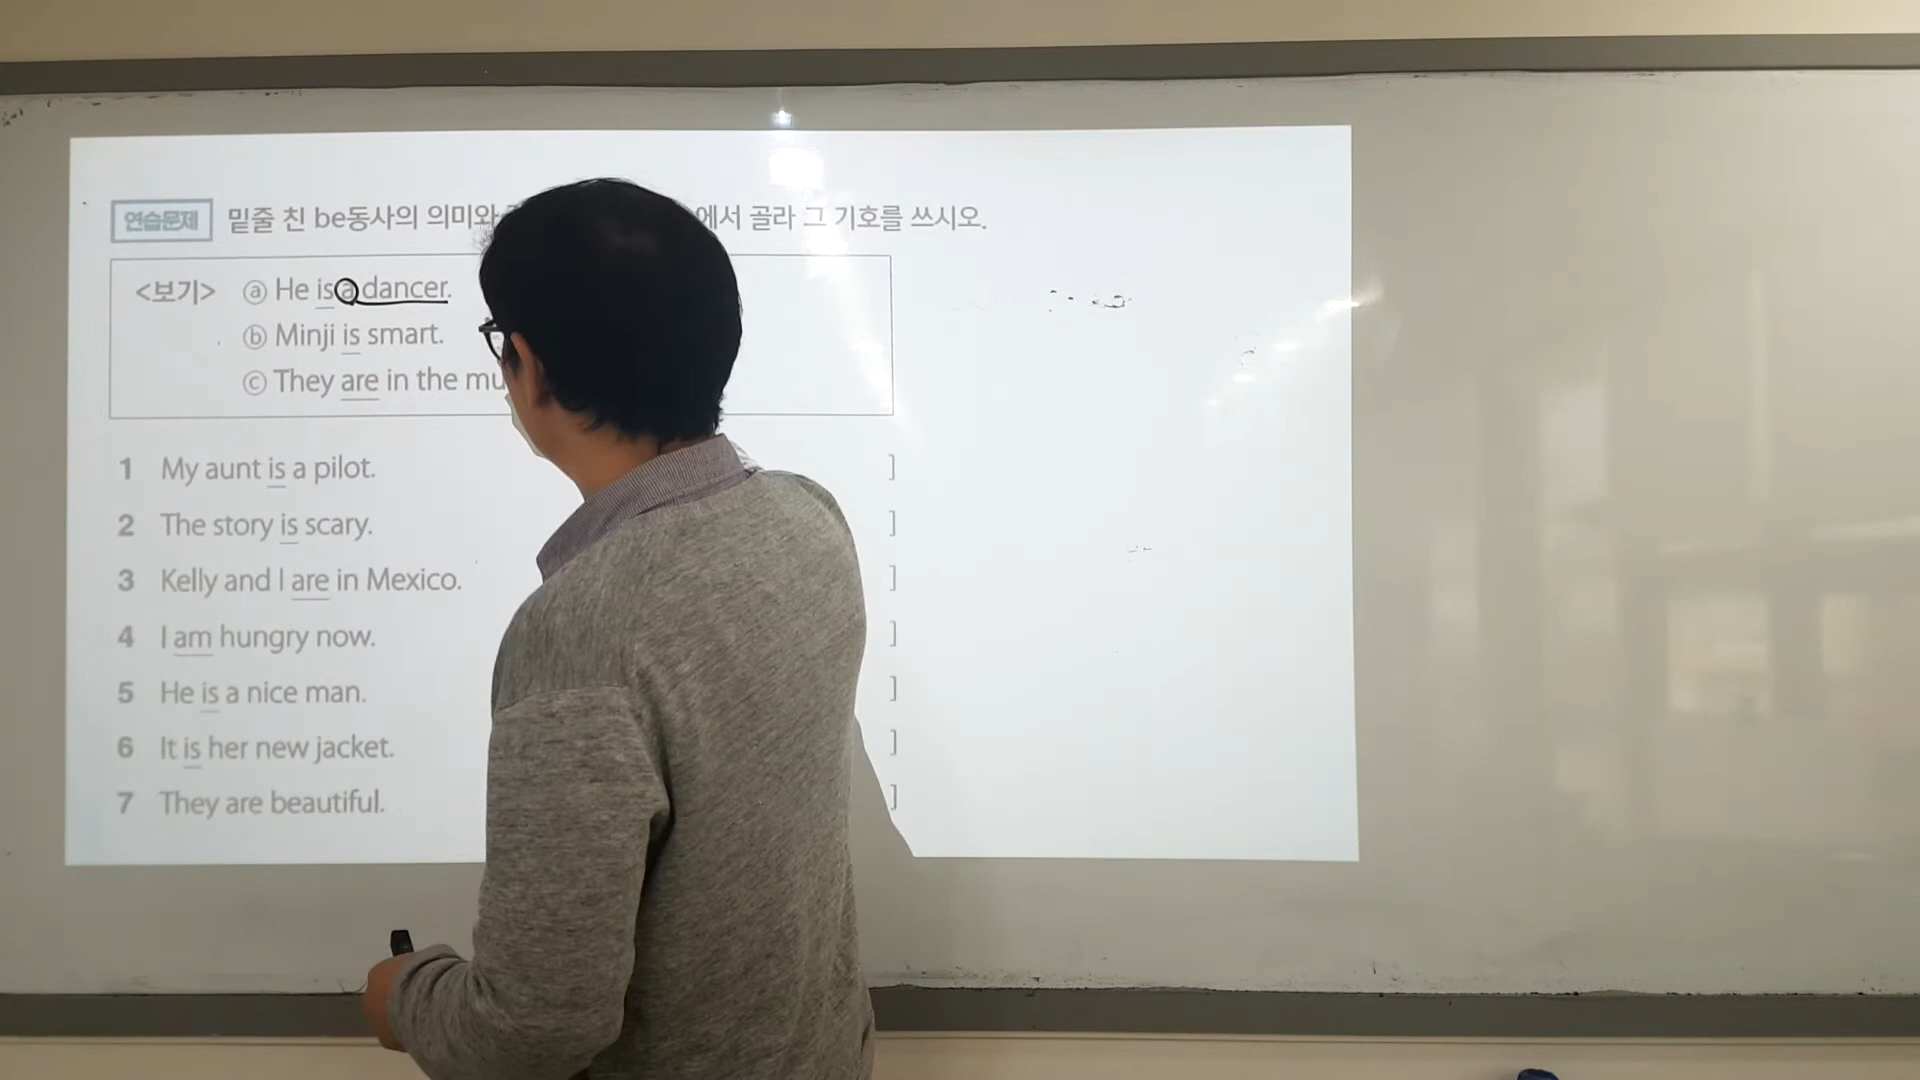 연습문제 밑줄 친 be동사의 의미와 에서 골라 그 기호를 쓰시오.
<보기> ⓐ He is a dancer.
ⓑ Minji is smart.
ⓒ They are in the
1 My aunt is a pilot. ]
2 The story is scary. ]
3 Kelly and I are in Mexico. ]
4 I am hungry now. ]
5 He is a nice man. ]
6 It is her new jacket. ]
7 They are beautiful. ]